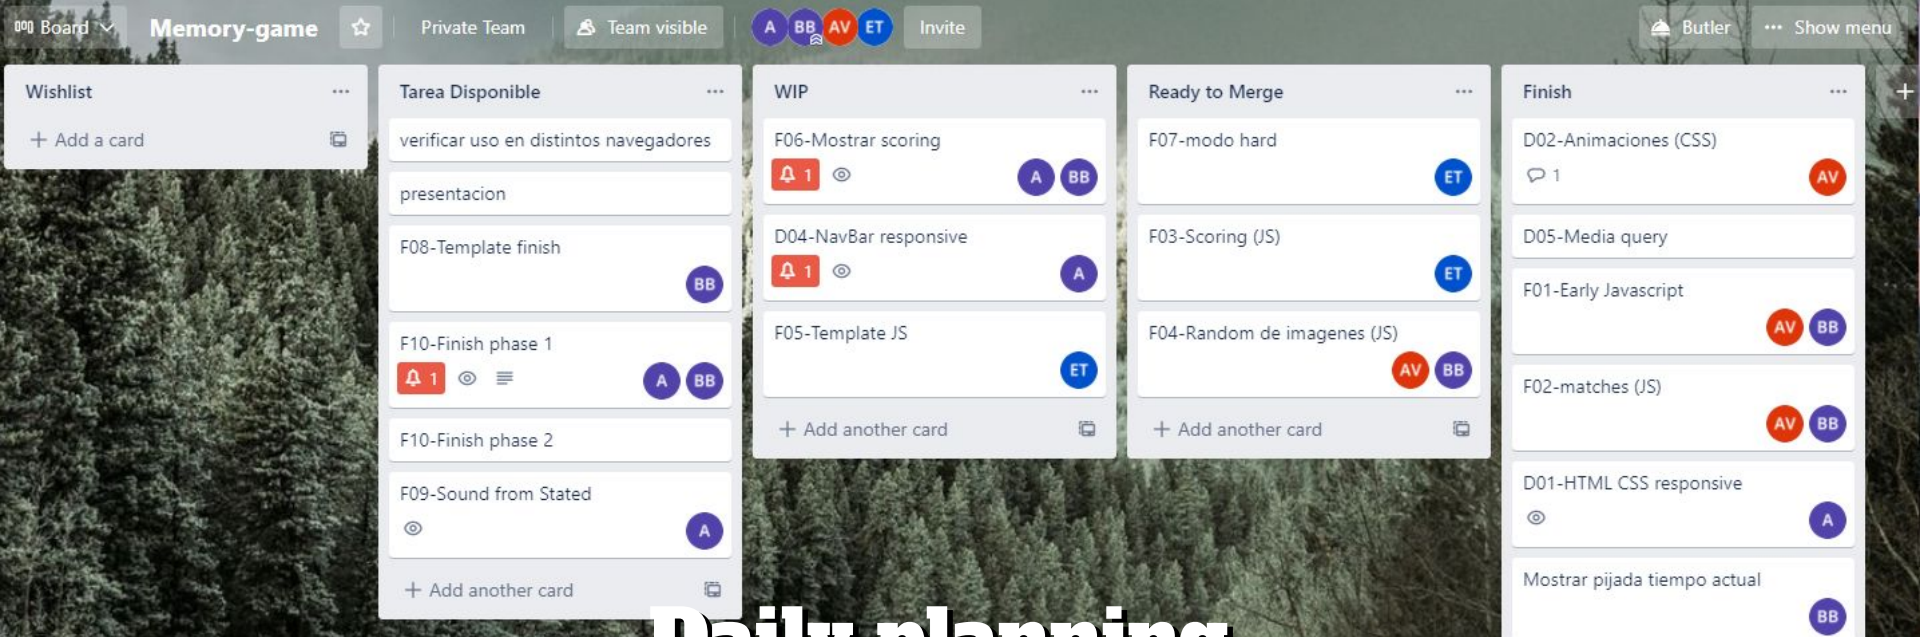 Board
Memory-game
Private Team
Team visible
A BB AV ET
Invite
Butler
Show menu
Wishlist
Add a card
Tarea Disponible
verificar uso en distintos navegadores
presentacion
F08-Template finish
BB
F10-Finish phase 1
1
A BB
F10-Finish phase 2
F09-Sound from Stated
A
Add another card
WIP
F06-Mostrar scoring
1
A BB
D04-NavBar responsive
1
A
F05-Template JS
ET
Add another card
Ready to Merge
F07-modo hard
ET
F03-Scoring (JS)
ET
F04-Random de imagenes (JS)
AV BB
Add another card
Finish
D02-Animaciones (CSS)
1
AV
D05-Media query
F01-Early Javascript
AV BB
F02-matches (JS)
AV BB
D01-HTML CSS responsive
A
Mostrar pijada tiempo actual
BB
Daily planning